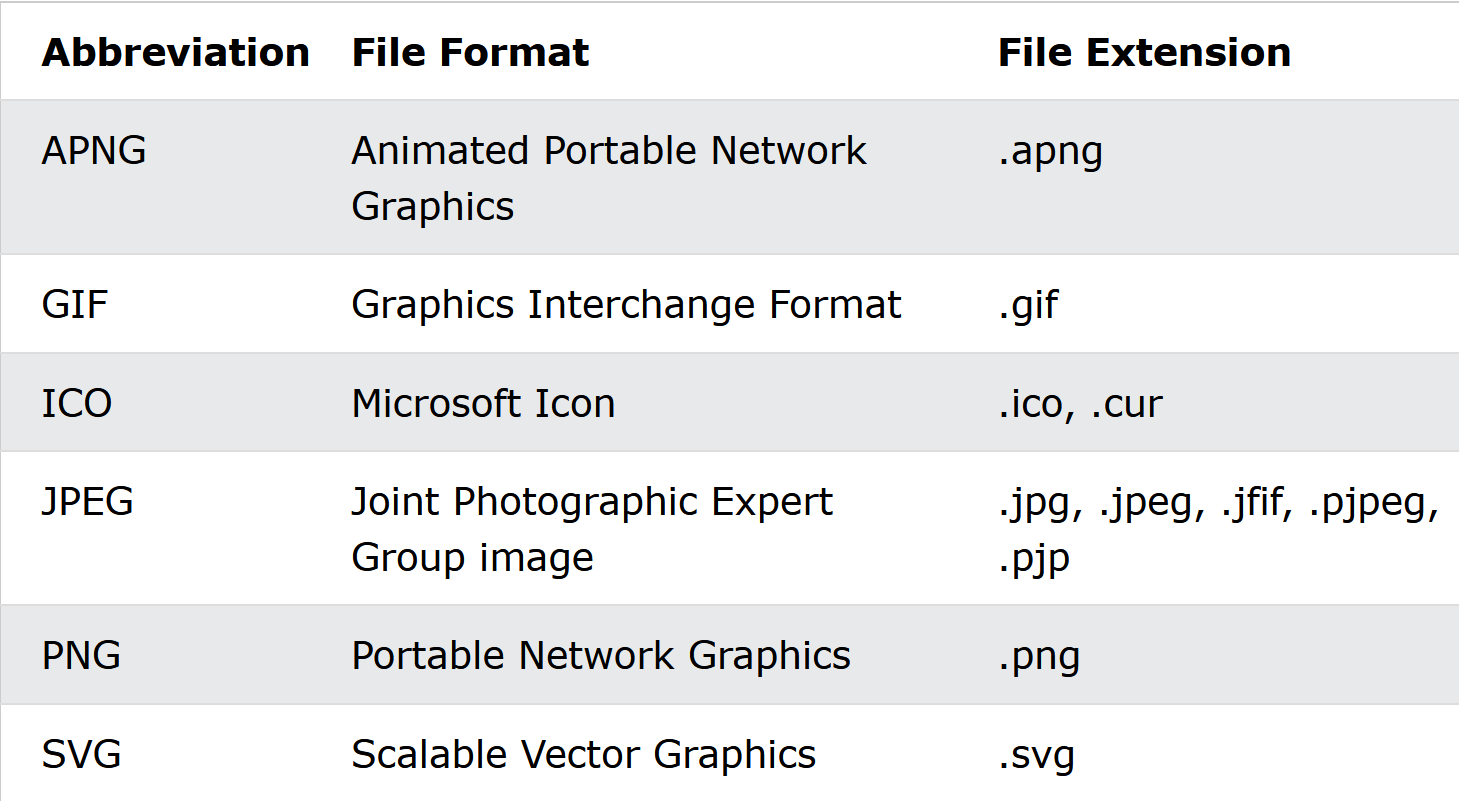 Abbreviation File Format File Extension
APNG Animated Portable Network .apng
Graphics
GIF Graphics Interchange Format .gif
ICO Microsoft Icon .ico, .cur
JPEG Joint Photographic Expert .jpg, .jpeg, .jfif, .pjpeg,
Group image .pjp
PNG Portable Network Graphics .png
SVG Scalable Vector Graphics .svg